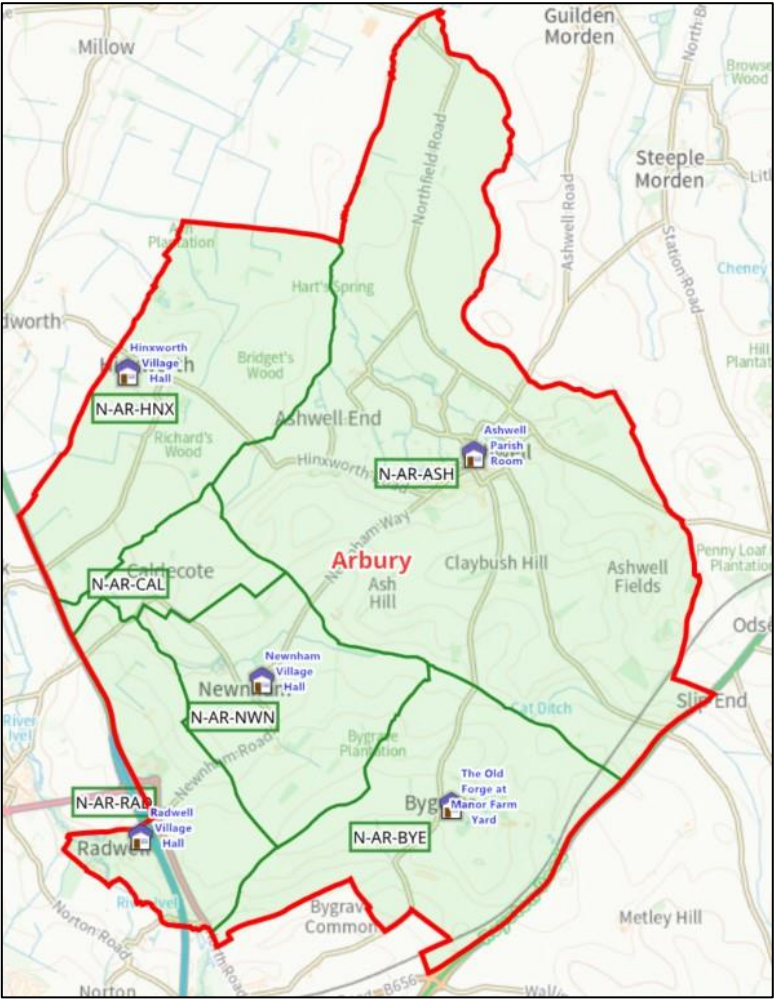 Guilden
Morden
Millow
Steeple
Morden
Northfield Road
Ashwell Road
Station Road
Cheney
Plantation
Hart's Spring
dworth
Hinxworth
Village
Hall
Bridget's
Wood
N-AR-HNX
Richard's
Wood
Ashwell End
Ashwell
Parish
Room
N-AR-ASH
Arbury
Ash
Hill
Claybush Hill
Ashwell
Fields
Penny Loaf
Plantation
N-AR-CAL
Caldecote
Newnham
Village
Hall
N-AR-NWN
Slip End
Cat Ditch
River
Ivel
Bygrave
Plantation
Newnham Road
N-AR-RAD
Radwell
Village
Hall
Radwell
The Old
Forge at
Manor Farm
Yard
N-AR-BYE
Bygrave
Common
Metley Hill
Norton Road
Norton
B656